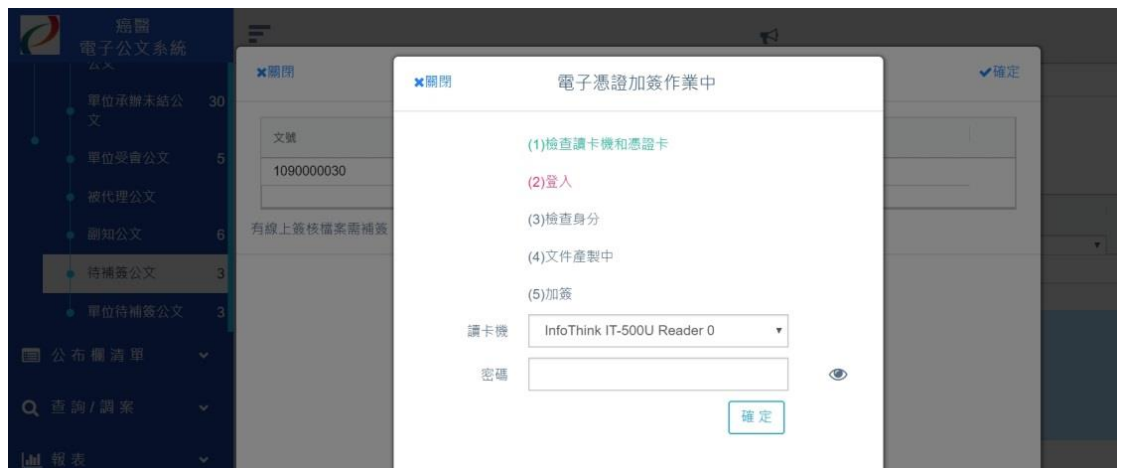 癌醫
電子公文系統
公文
單位承辦未結公文 30
單位受會公文 5
被代理公文
副知公文 6
待補簽公文 3
單位待補簽公文 3
公布欄清單
查詢/調案
報表
✖關閉
✔確定
文號
1090000030
有線上簽核檔案需補簽
✖關閉
電子憑證加簽作業中
(1)檢查讀卡機和憑證卡
(2)登入
(3)檢查身分
(4)文件產製中
(5)加簽
讀卡機 InfoThink IT-500U Reader 0
密碼
確定